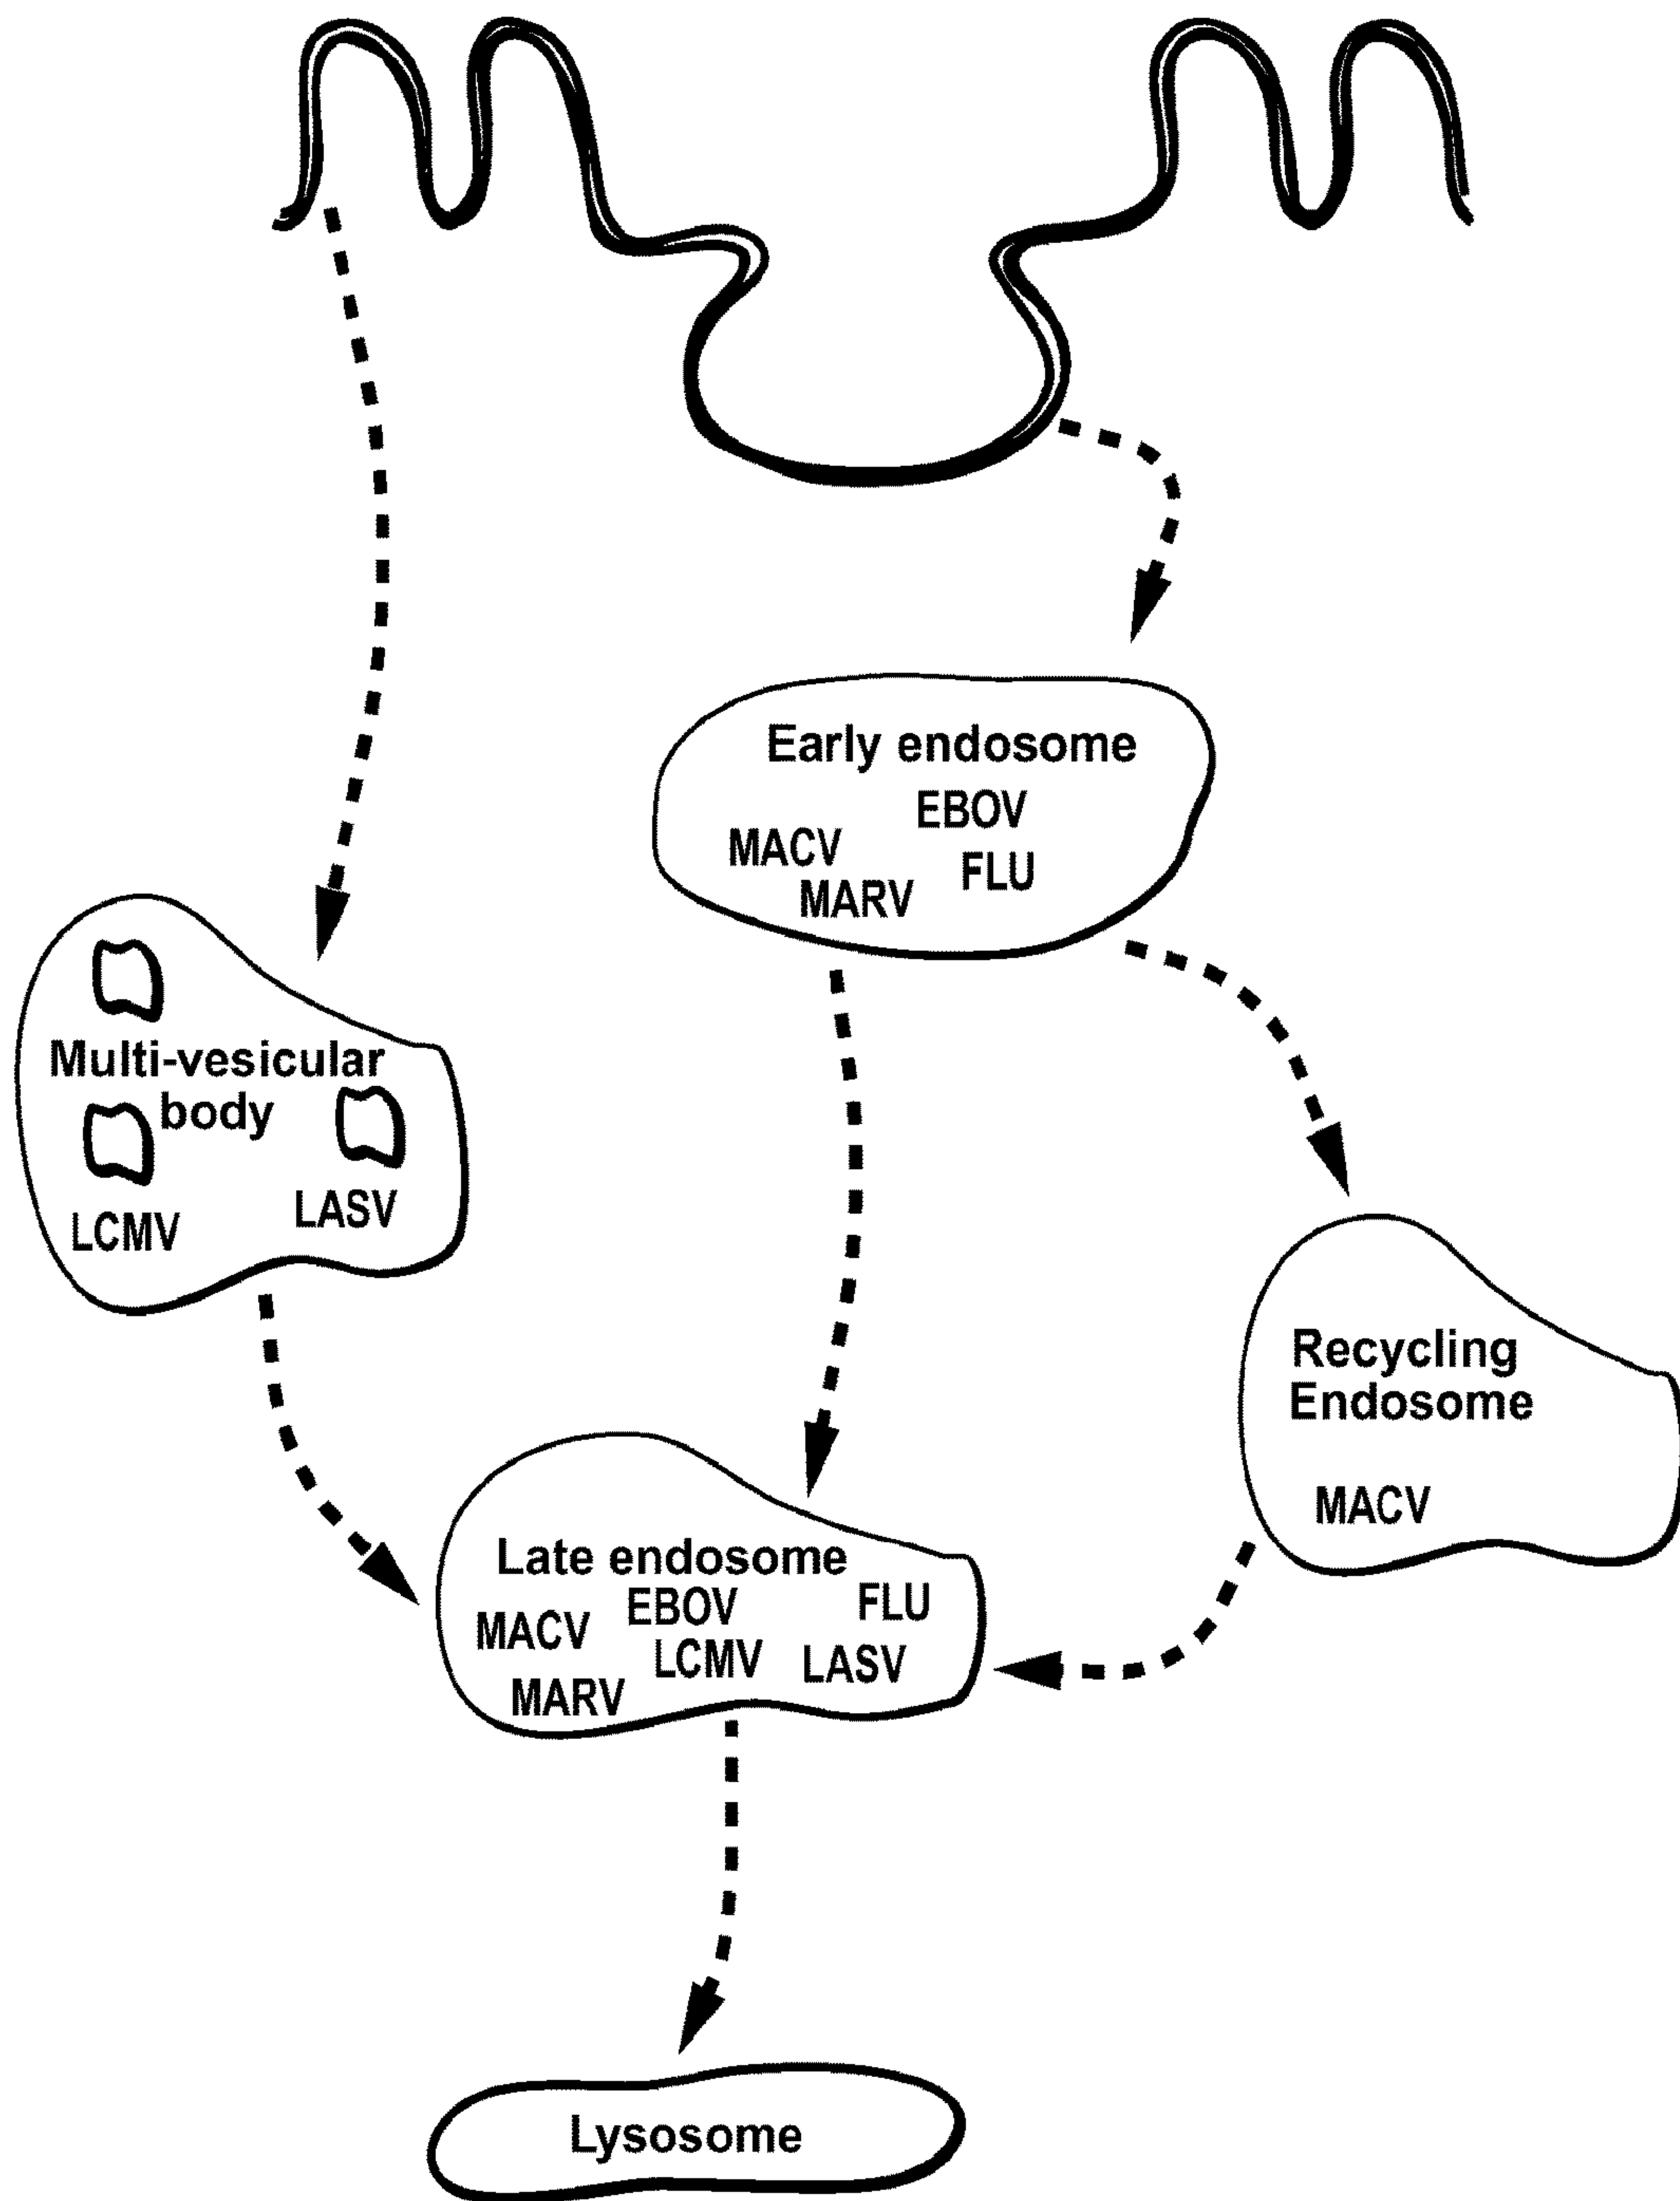 Early endosome
EBOV
MACV
FLU
MARV
Multi-vesicular
body
LASV
LCMV
Recycling
Endosome
MACV
Late endosome
EBOV
FLU
MACV
LCMV
LASV
MARV
Lysosome